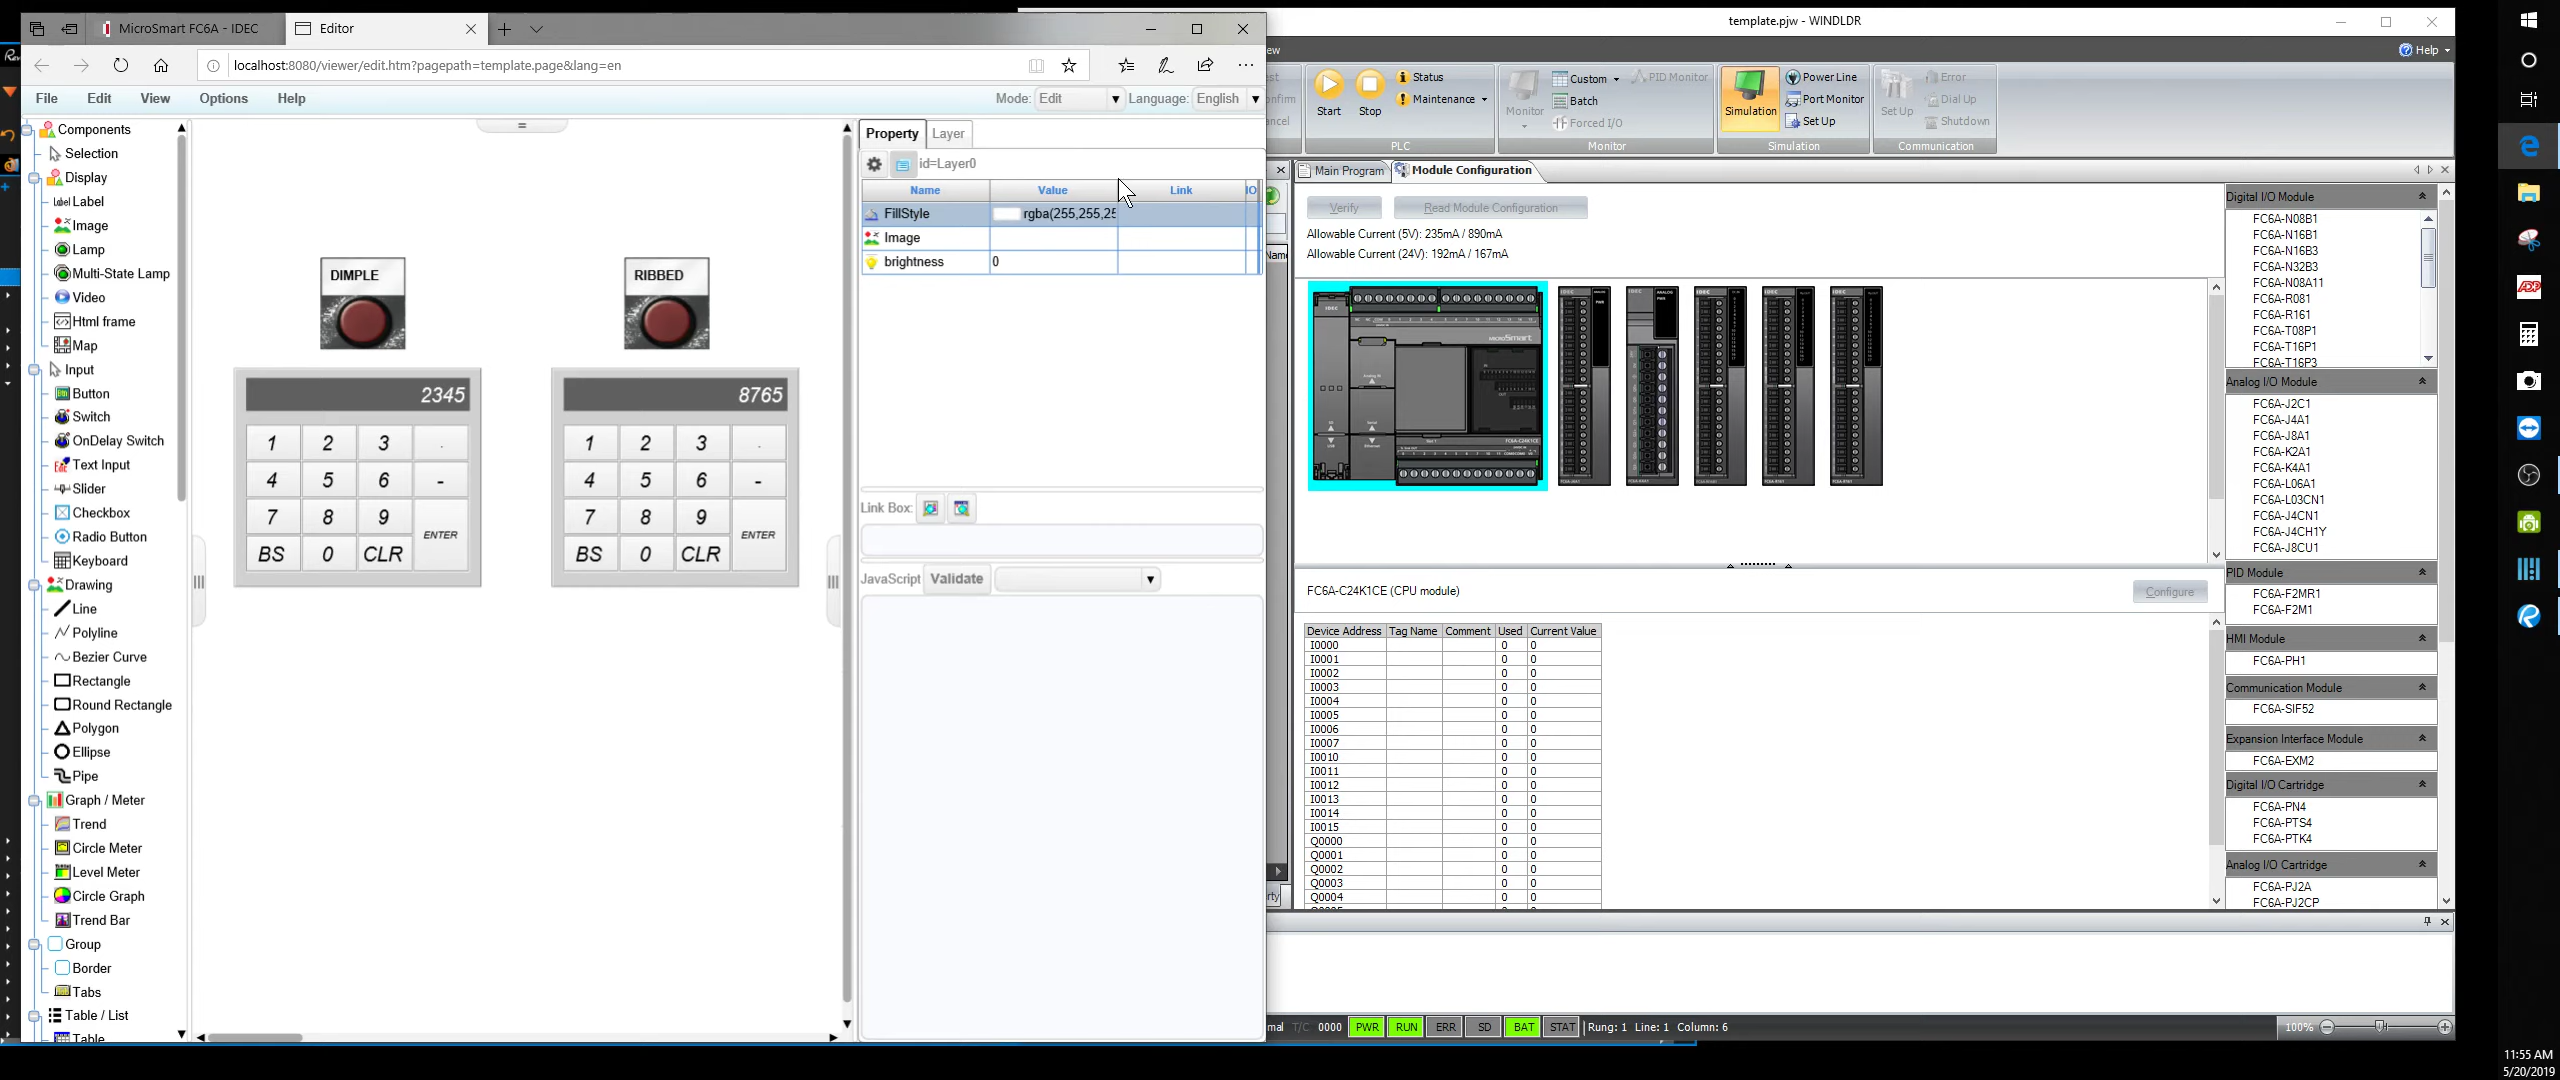 MicroSmart FC6A - IDEC
Editor
template.pjw - WINDLDR
localhost:8080/viewer/edit.htm?pagepath=template.page&lang=en
Help
File Edit View Options Help
Mode: Edit Language: English
Components
Selection
Display
Label Label
Image
Lamp
Multi-State Lamp
Video
Html frame
Map
Input
Button
Switch
OnDelay Switch
Text Input
Slider
Checkbox
Radio Button
Keyboard
Drawing
Line
Polyline
Bezier Curve
Rectangle
Round Rectangle
Polygon
Ellipse
Pipe
Graph / Meter
Trend
Circle Meter
Level Meter
Circle Graph
Trend Bar
Group
Border
Tabs
Table / List
Table
DIMPLE
2345
1 2 3 .
4 5 6 -
7 8 9
ENTER
BS 0 CLR
RIBBED
8765
1 2 3 .
4 5 6 -
7 8 9
ENTER
BS 0 CLR
Property Layer
id=Layer0
Name Value Link IO
FillStyle rgba(255,255,25
Image
brightness 0
Link Box:
JavaScript Validate
Start
Stop
Status
Maintenance
PLC
Monitor
Custom
Batch
Forced I/O
PID Monitor
Monitor
Simulation
Power Line
Port Monitor
Set Up
Simulation
Set Up
Error
Dial Up
Shutdown
Communication
Main Program Module Configuration
Verify Read Module Configuration
Allowable Current (5V): 235mA / 890mA
Allowable Current (24V): 192mA / 167mA
IDEC
MICROSmart
FC6A-C24K1CE (CPU module)
Configure
Device Address Tag Name Comment Used Current Value
I0000 0 0
I0001 0 0
I0002 0 0
I0003 0 0
I0004 0 0
I0005 0 0
I0006 0 0
I0007 0 0
I0010 0 0
I0011 0 0
I0012 0 0
I0013 0 0
I0014 0 0
I0015 0 0
Q0000 0 0
Q0001 0 0
Q0002 0 0
Q0003 0 0
Q0004 0 0
Digital I/O Module
FC6A-N08B1
FC6A-N16B1
FC6A-N16B3
FC6A-N32B3
FC6A-N08A11
FC6A-R081
FC6A-R161
FC6A-T08P1
FC6A-T16P1
FC6A-T16P3
Analog I/O Module
FC6A-J2C1
FC6A-J4A1
FC6A-J8A1
FC6A-K2A1
FC6A-K4A1
FC6A-L06A1
FC6A-L03CN1
FC6A-J4CN1
FC6A-J4CH1Y
FC6A-J8CU1
PID Module
FC6A-F2MR1
FC6A-F2M1
HMI Module
FC6A-PH1
Communication Module
FC6A-SIF52
Expansion Interface Module
FC6A-EXM2
Digital I/O Cartridge
FC6A-PN4
FC6A-PTS4
FC6A-PTK4
Analog I/O Cartridge
FC6A-PJ2A
FC6A-PJ2CP
T/C 0000 PWR RUN ERR SD BAT STAT Rung: 1 Line: 1 Column: 6
100%
11:55 AM
5/20/2019